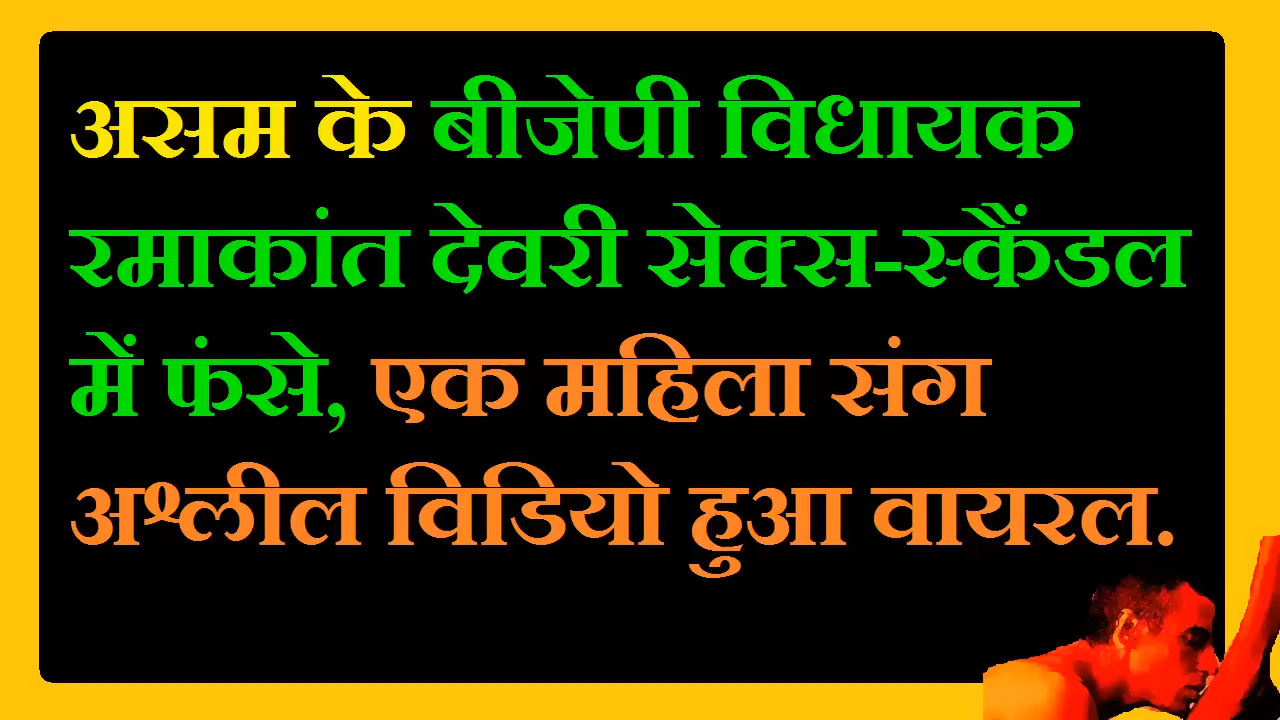 असम के बीजेपी विधायक
रमाकांत देवरी सेक्स-स्कैंडल
में फंसे, एक महिला संग
अश्लील विडियो हुआ वायरल.